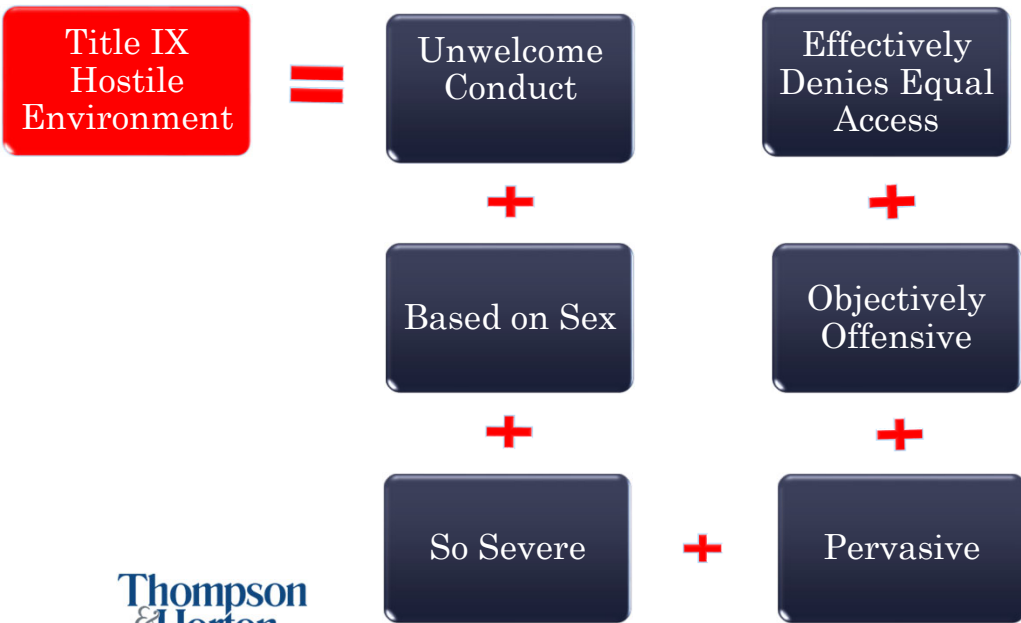 Title IX
Hostile
Environment
=
Unwelcome
Conduct
+
Based on Sex
+
So Severe
+
Pervasive
+
Objectively
Offensive
+
Effectively
Denies Equal
Access
Thompson
&Horton